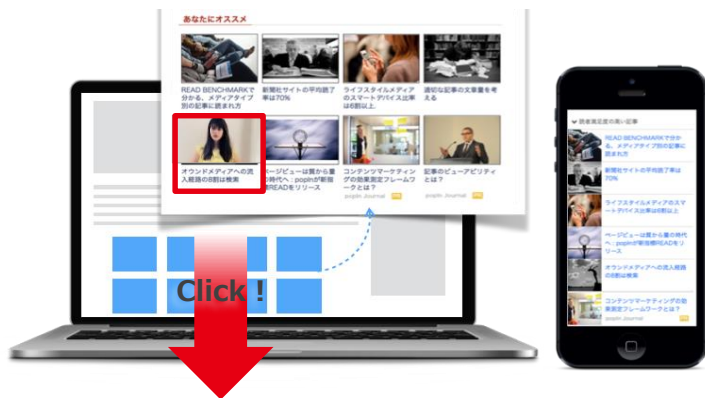 あなたにオススメ
READ BENCHMARKで
分かる、メディアタイプ
別の記事に読まれ方
新聞社サイトの平均読了
率は70%
ライフスタイルメディア
のスマートデバイス比率
は6割以上
適切な記事の文章量を考
える
オウンドメディアへの流
入経路の8割は検索
ページビューは質から量
の時代へ：popInが新指
標READをリリース
コンテンツマーケティン
グの効果測定フレームワ
ークとは？
popIn Journal
記事のビューアビリティ
とは？
popIn Journal
Click !
読者満足度の高い記事
READ BENCHMARKで分か
る、メディアタイプ別の記事に
読まれ方
新聞社サイトの平均読了率は
70%
ライフスタイルメディアのスマ
ートデバイス比率は6割以上
ページビューは質から量の時代
へ：popInが新指標READをリ
リース
オウンドメディアへの流入経路
の8割は検索
コンテンツマーケティングの効
果測定フレームワークとは？
popIn Journal